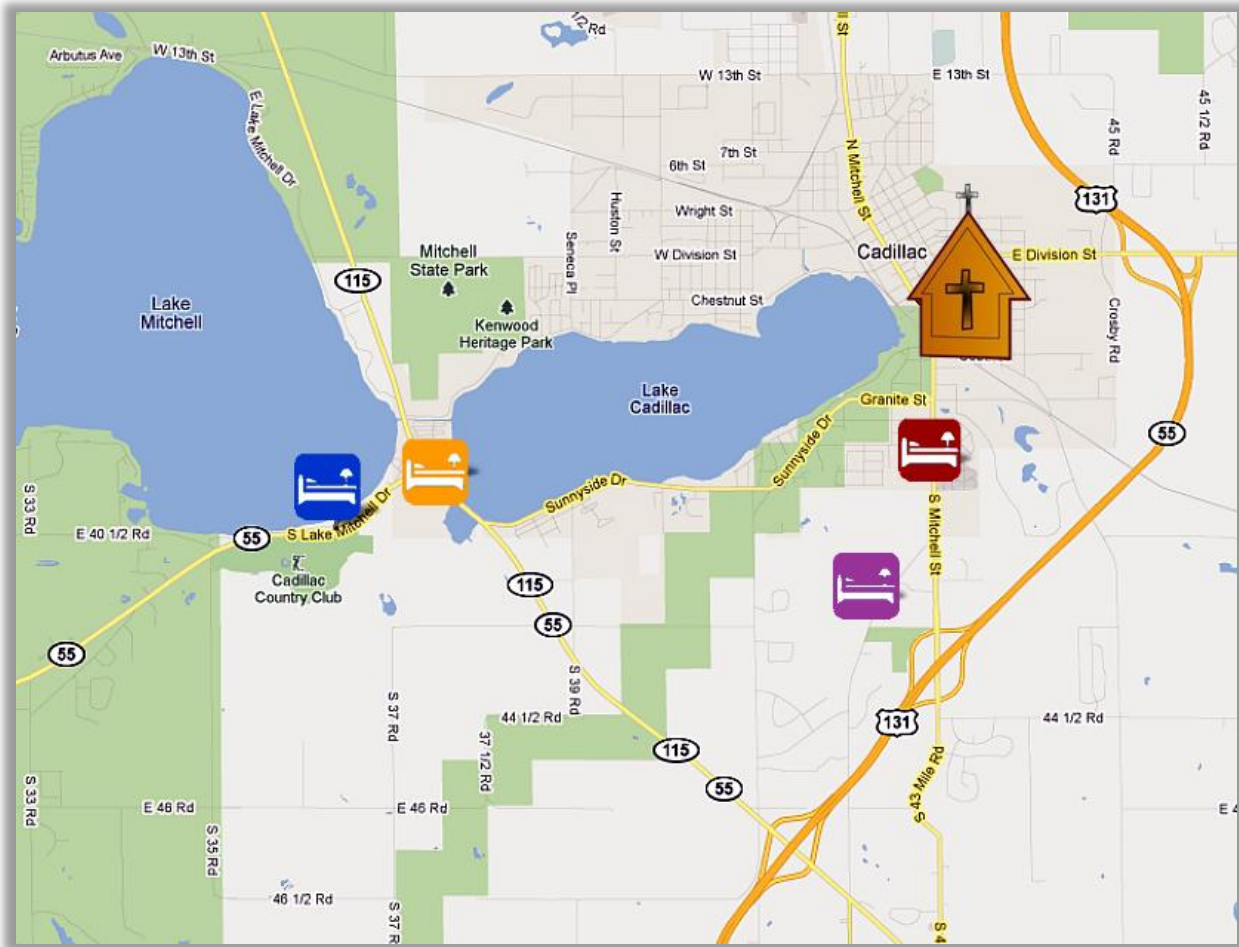 1/2 Rd
Arbutus Ave
W 13th St
W 13th St
E 13th St
E Lake Mitchell Dr
45 Rd
45 1/2 Rd
7th St
6th St
N Mitchell St
131
Huston St
Wright St
Seneca Pl
W Division St
Cadillac
E Division St
Mitchell
State Park
115
Lake
Mitchell
Chestnut St
Kenwood
Heritage Park
Crosby Rd
Lake
Cadillac
Granite St
Sunnyside Dr
55
Sunnyside Dr
S 33 Rd
E 40 1/2 Rd
55
S Lake Mitchell Dr
S Mitchell St
Cadillac
Country Club
115
55
55
S 39 Rd
S 37 Rd
44 1/2 Rd
131
44 1/2 Rd
37 1/2 Rd
115
55
S 43 Mile Rd
S 33 Rd
E 46 Rd
E 46 Rd
S 35 Rd
46 1/2 Rd
S 37 R
S 4